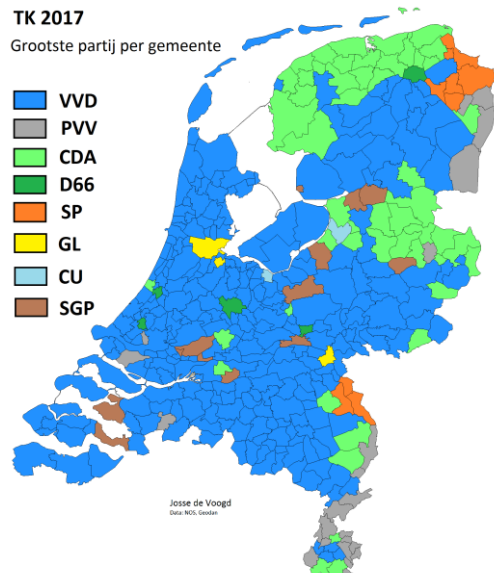 TK 2017
Grootste partij per gemeente
VVD
PVV
CDA
D66
SP
GL
CU
SGP
Josse de Voogd
Data: NOS, Geodan